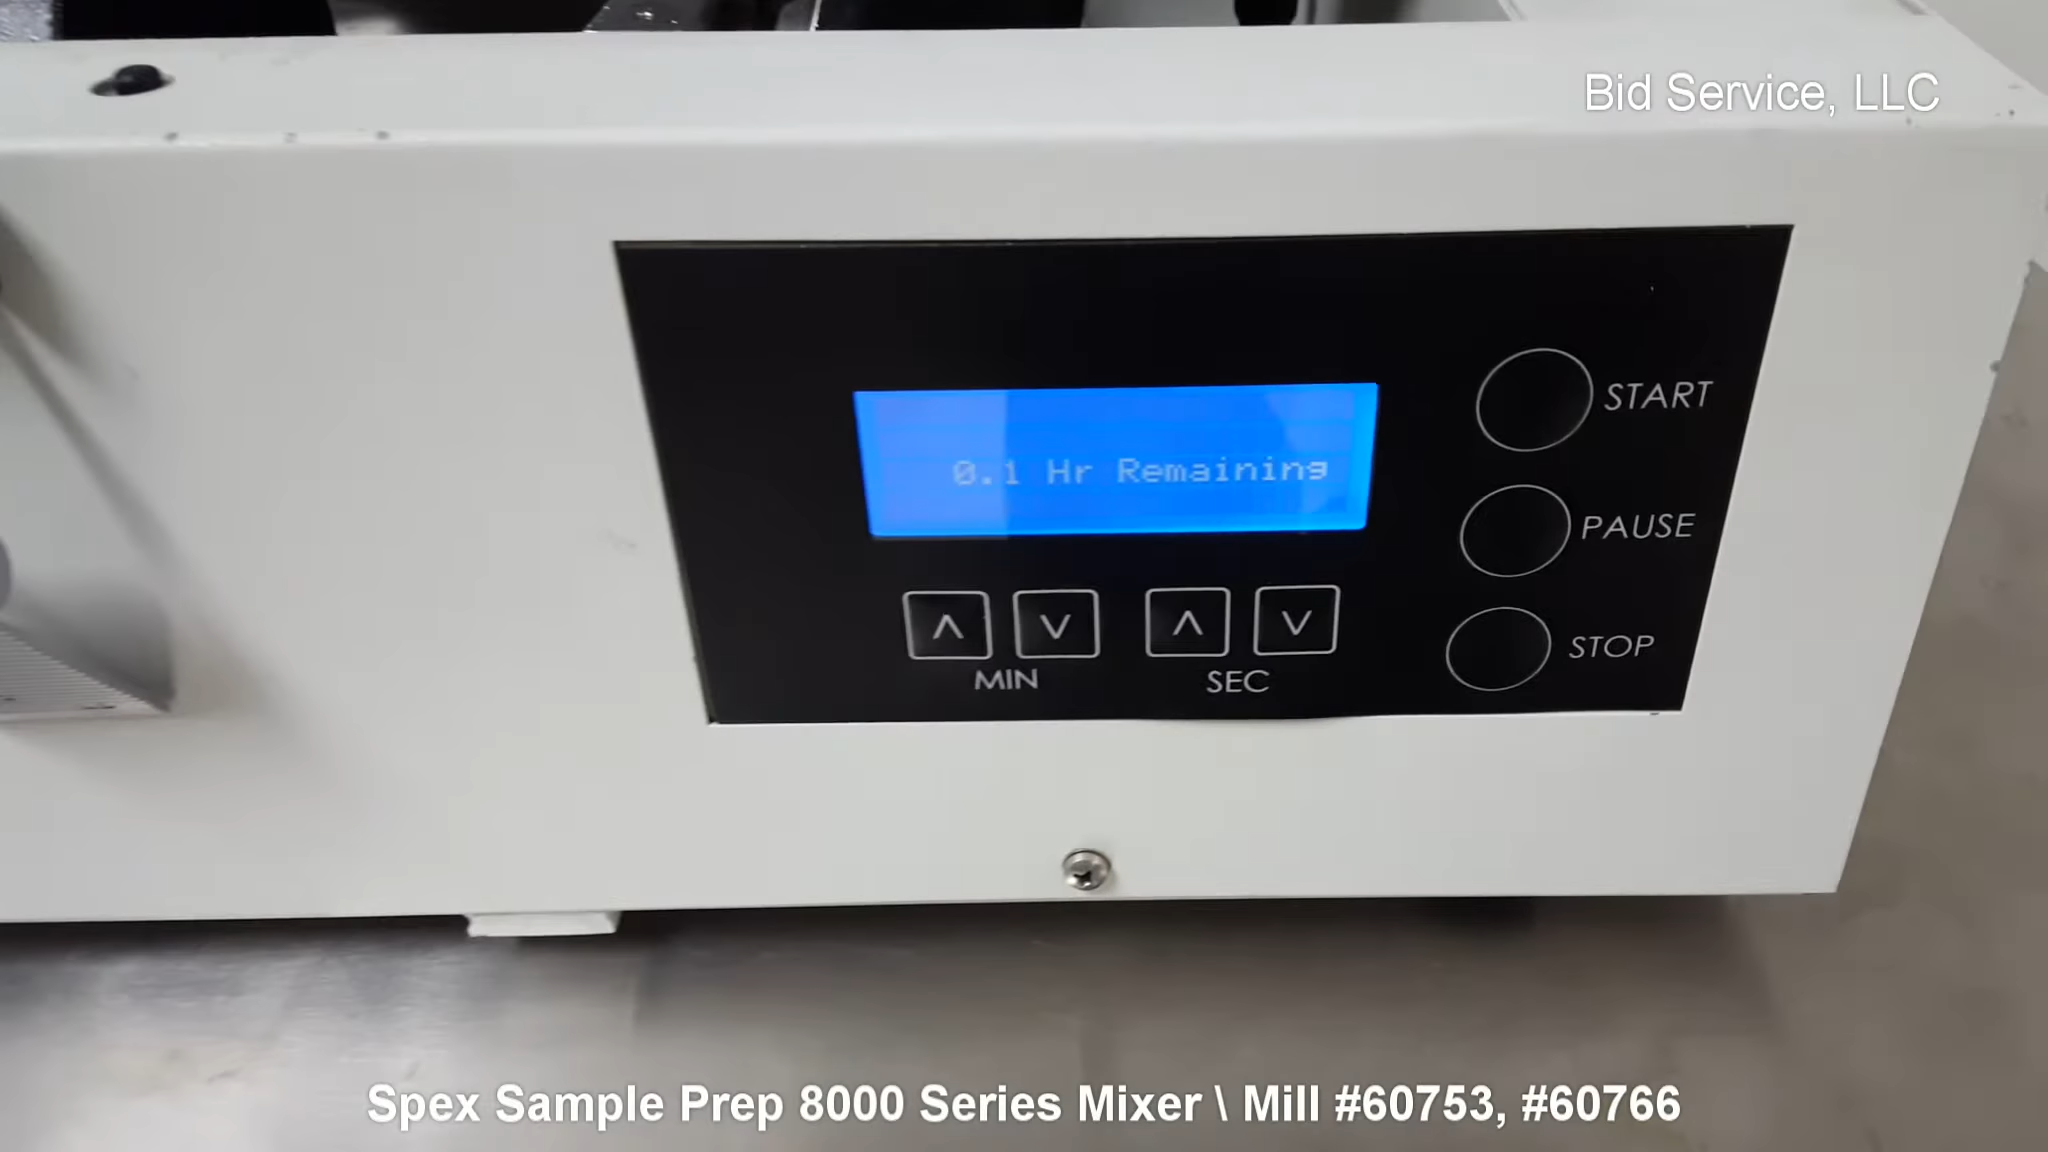 Bid Service, LLC
0.1 Hr Remaining
START
PAUSE
STOP
MIN
SEC
Spex Sample Prep 8000 Series Mixer \ Mill #60753, #60766